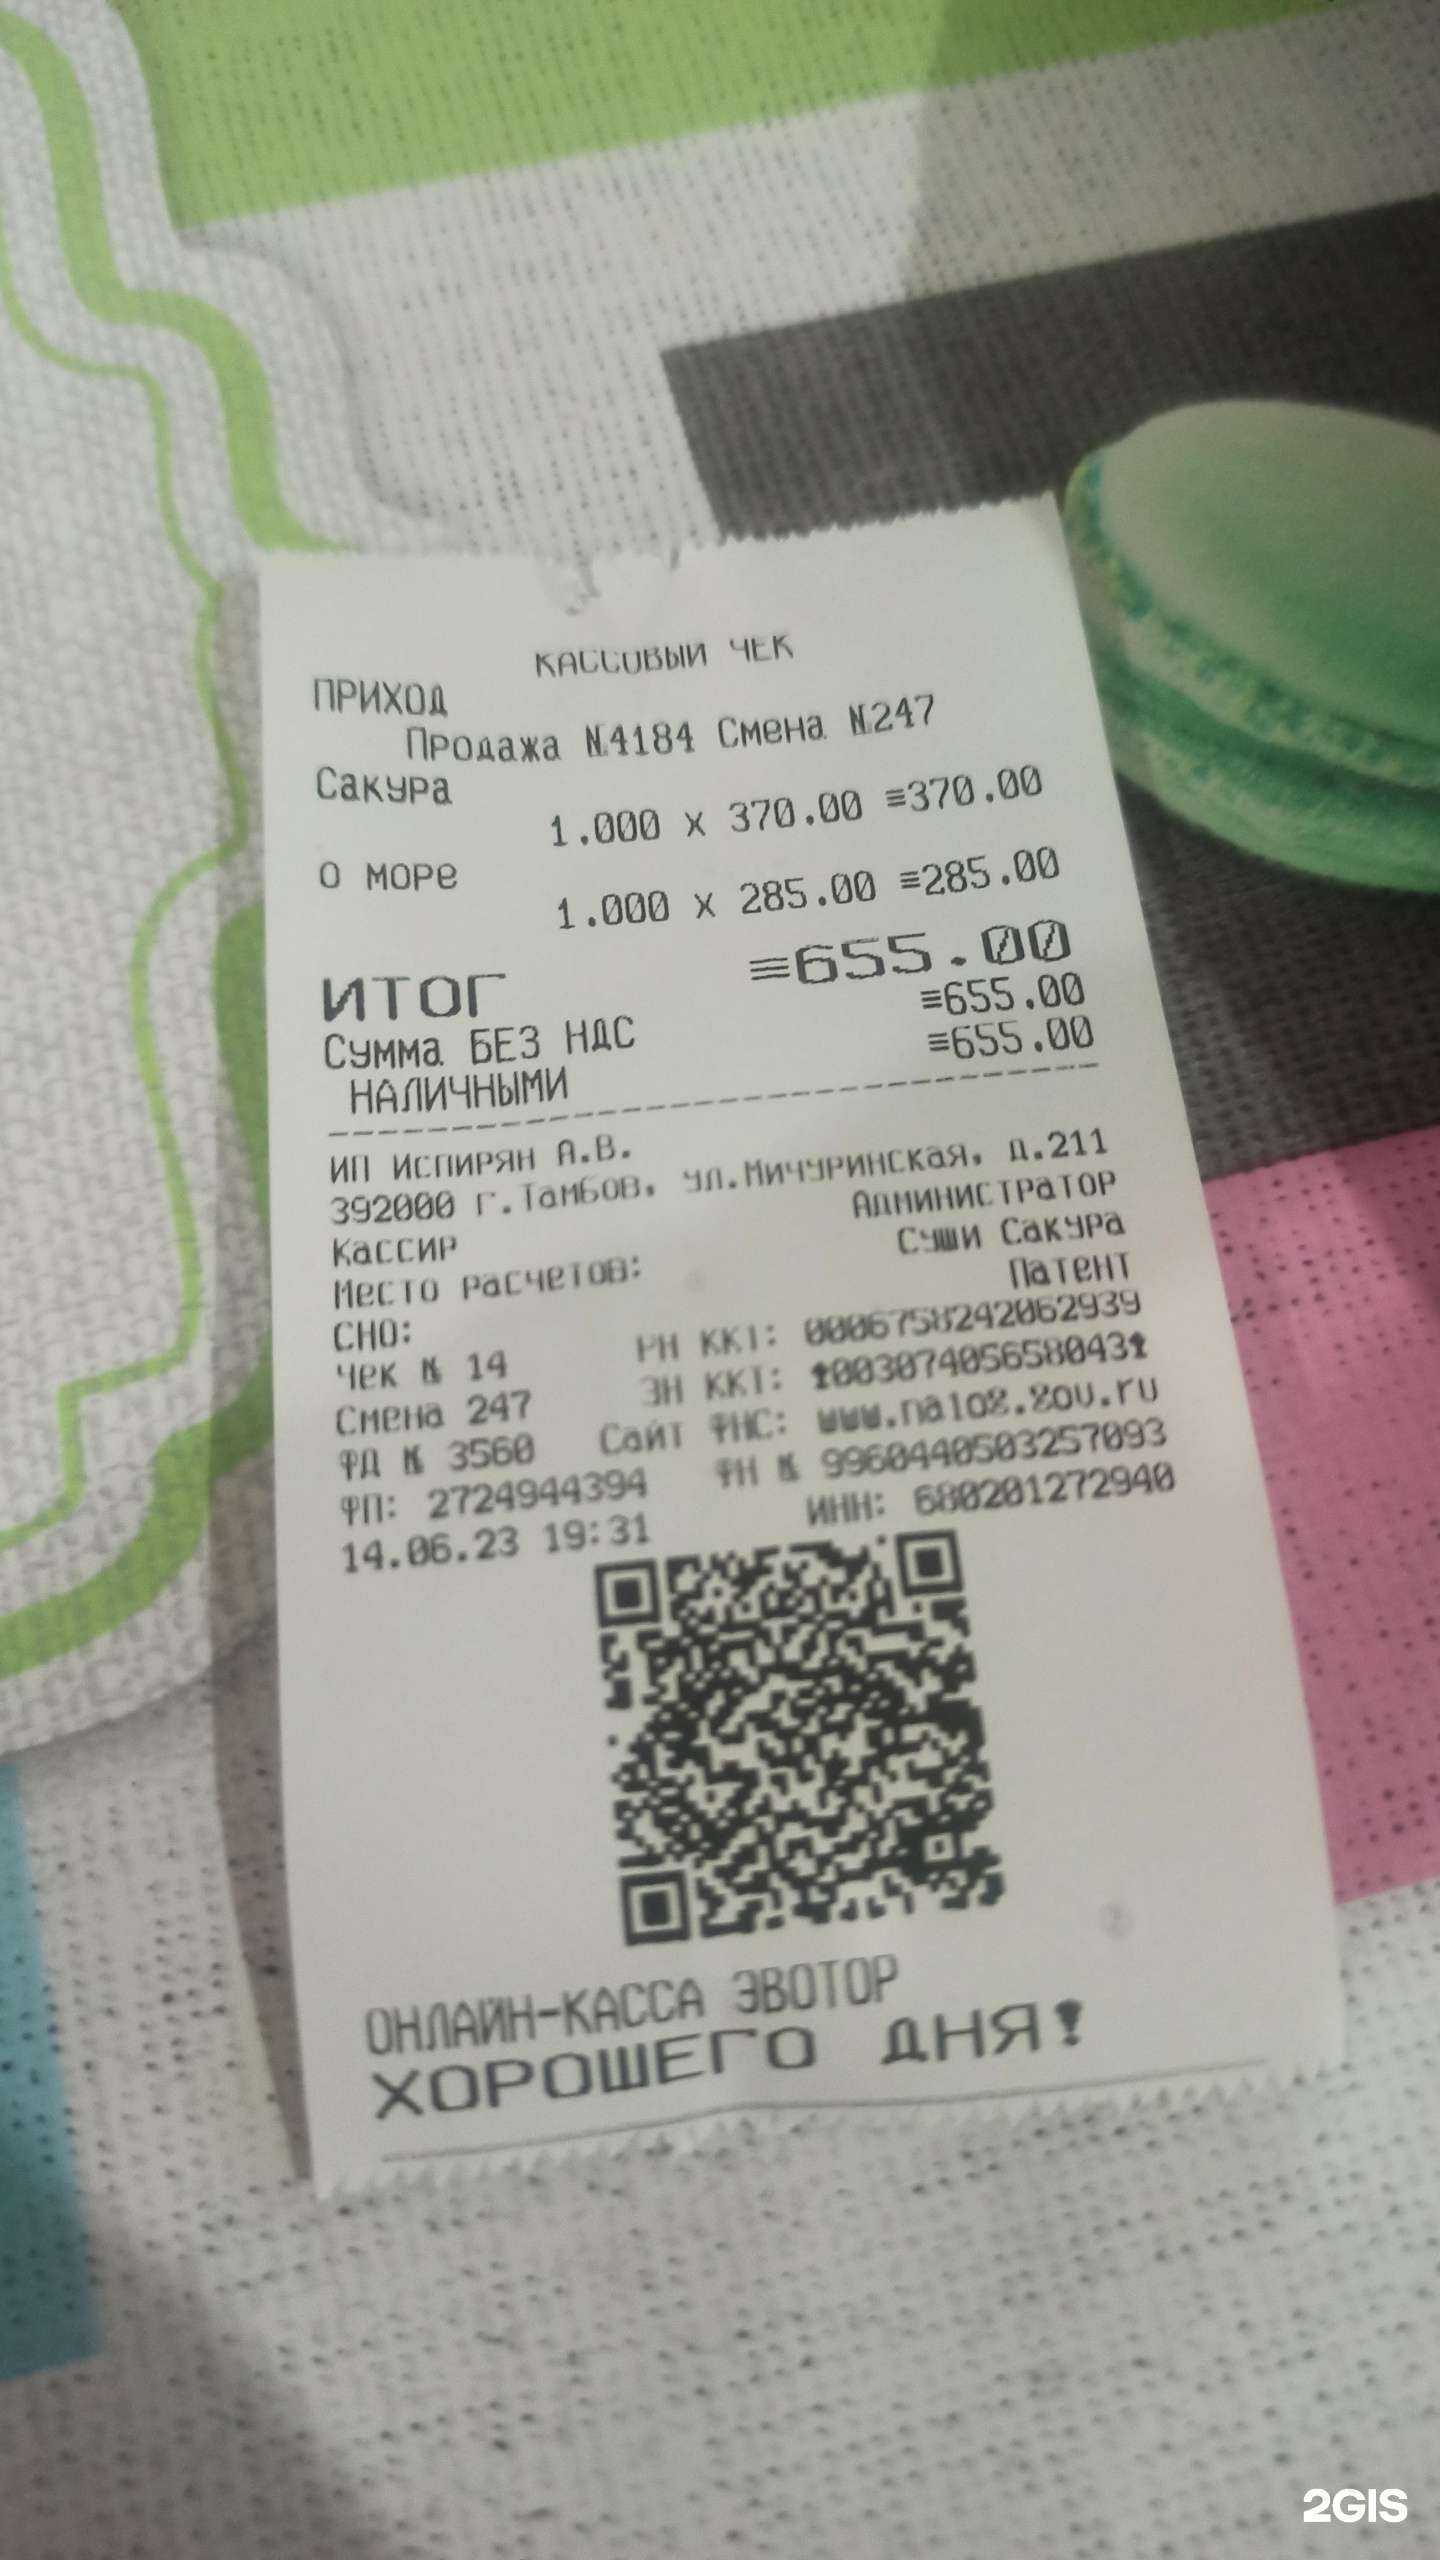 КАССОВЫЙ ЧЕК
ПРИХОД
Продажа №4184 Смена №247
Сакура
1.000 x 370.00 ≡370.00
О море
1.000 x 285.00 ≡285.00
ИТОГ ≡655.00
Сумма БЕЗ НДС ≡655.00
НАЛИЧНЫМИ ≡655.00
ИП ИСПИРЯН А.В.
392000 г.Тамбов, ул.Мичуринская, д.211
Кассир Администратор
Место расчетов: Суши Сакура
СНО: Патент
Чек № 14 РН ККТ: 0006758242062939
Смена 247 ЗН ККТ: 00307405658043
ФД № 3560 Сайт ФНС: www.nalog.gov.ru
ФП: 2724944394 ФН № 9960440503257093
14.06.23 19:31 ИНН: 680201272940
ОНЛАЙН-КАССА ЭВОТОР
ХОРОШЕГО ДНЯ!
2GIS